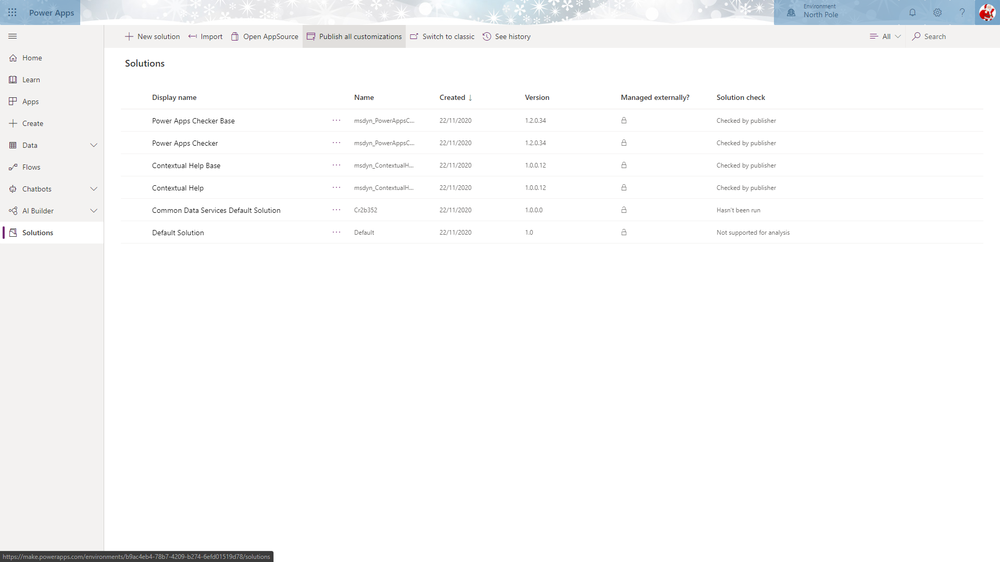 Power Apps
Environment
North Pole
New solution
Import
Open AppSource
Publish all customizations
Switch to classic
See history
All
Search
Home
Learn
Apps
Create
Data
Flows
Chatbots
AI Builder
Solutions
Solutions
Display name Name Created ↓ Version Managed externally? Solution check
Power Apps Checker Base ... msdyn_PowerAppsC... 22/11/2020 1.2.0.34 Checked by publisher
Power Apps Checker ... msdyn_PowerAppsC... 22/11/2020 1.2.0.34 Checked by publisher
Contextual Help Base ... msdyn_ContextualH... 22/11/2020 1.0.0.12 Checked by publisher
Contextual Help ... msdyn_ContextualH... 22/11/2020 1.0.0.12 Checked by publisher
Common Data Services Default Solution ... Cr2b352 22/11/2020 1.0.0.0 Hasn't been run
Default Solution ... Default 22/11/2020 1.0 Not supported for analysis
https://make.powerapps.com/environments/b9ac4eb4-78b7-4209-b274-6efd01519d78/solutions